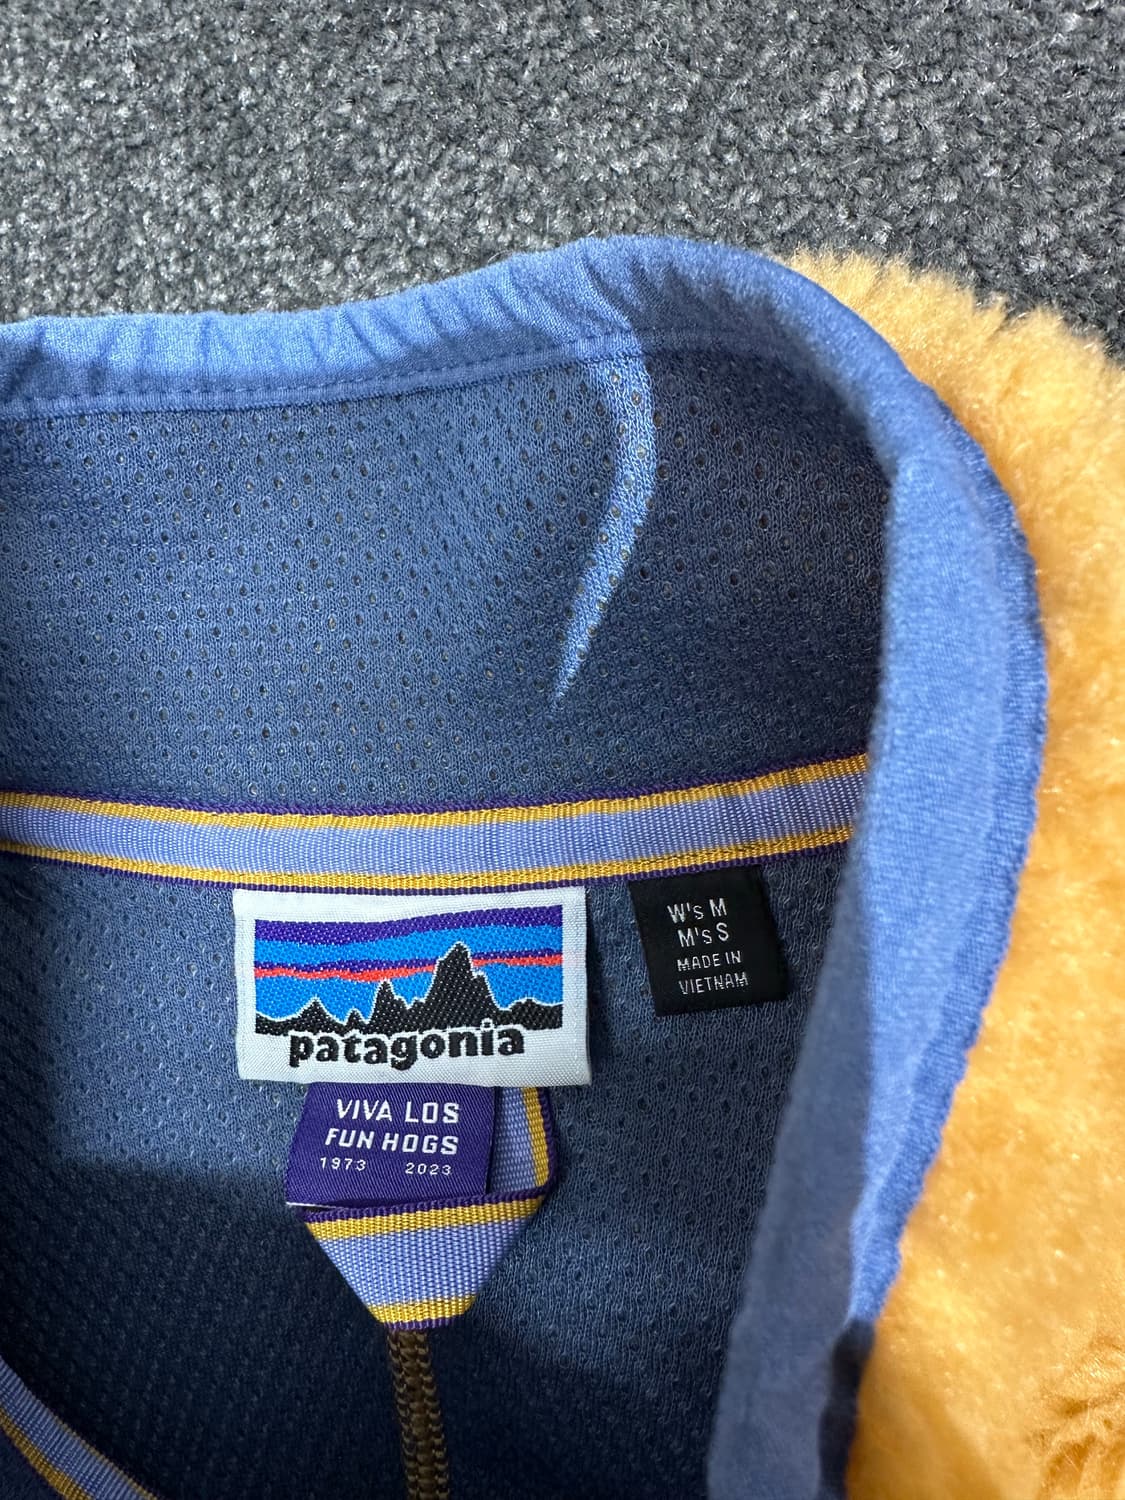 patagonia
VIVA LOS
FUN HOGS
1973 2023
W's M
M's S
MADE IN
VIETNAM